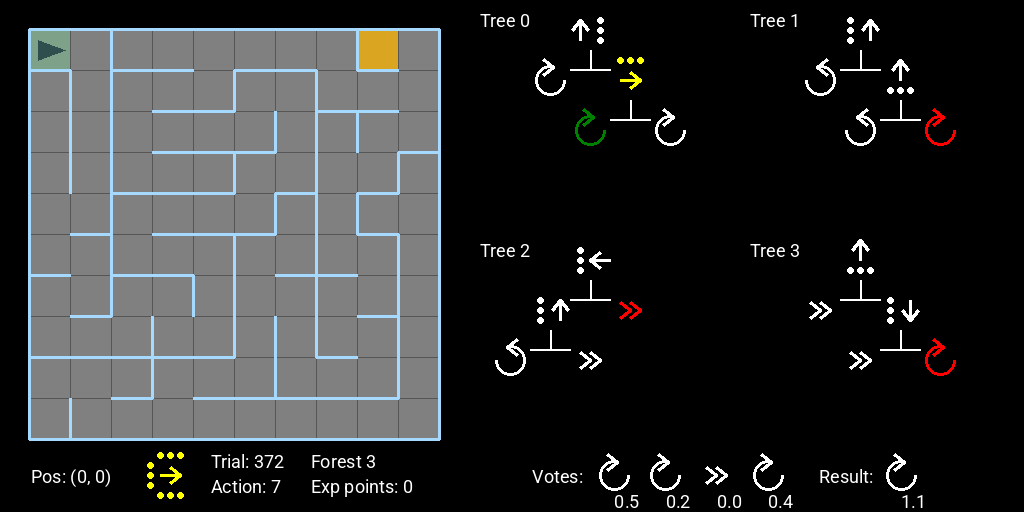 Tree 0
Tree 1
Tree 2
Tree 3
Pos: (0, 0)
Trial: 372
Forest 3
Action: 7
Exp points: 0
Votes:
0.5
0.2
0.0
0.4
Result:
1.1